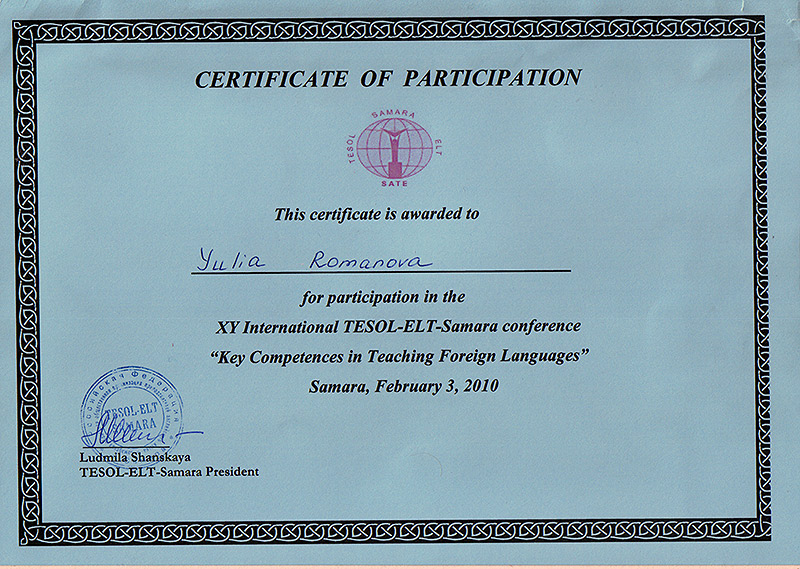 CERTIFICATE OF PARTICIPATION
SAMARA
TESOL ELT
SATE
This certificate is awarded to
Yulia Romanova
for participation in the
XY International TESOL-ELT-Samara conference
“Key Competences in Teaching Foreign Languages”
Samara, February 3, 2010
Российская Федерация
TESOL-ELT
SAMARA
Ludmila Shanskaya
TESOL-ELT-Samara President